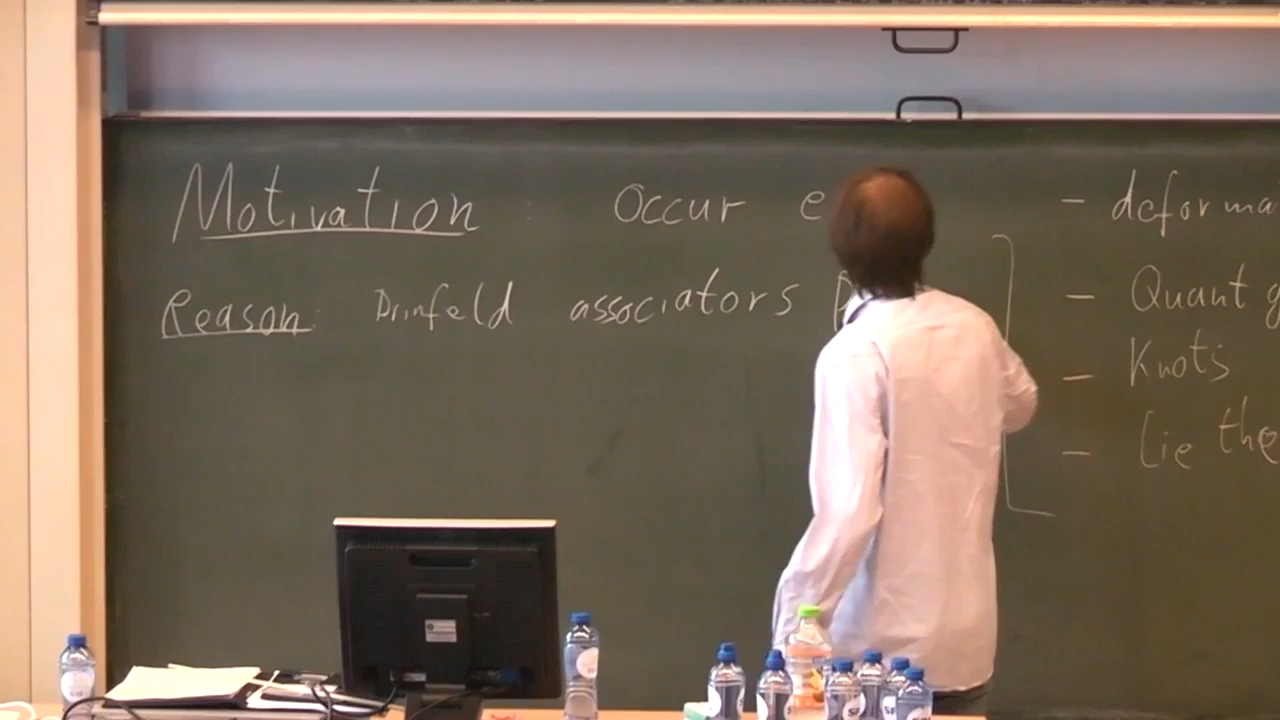 Motivation : Occur
Reason: Drinfeld associators
- deforma
- Quant g
- Knots
- Lie the